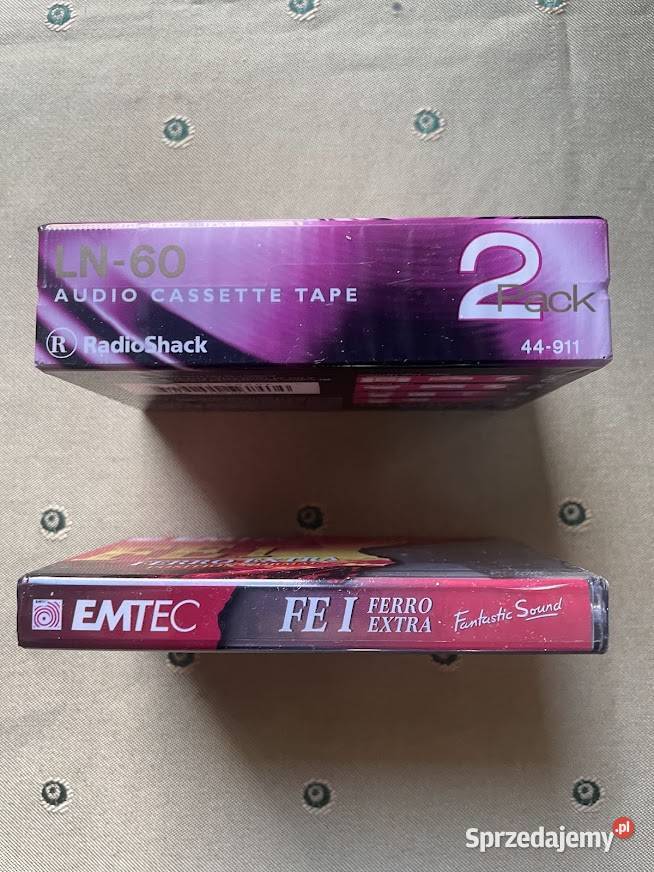 LN-60
AUDIO CASSETTE TAPE
2 Pack
R RadioShack
44-911
EMTEC
FE I
FERRO
EXTRA
Fantastic Sound
Sprzedajemy.pl